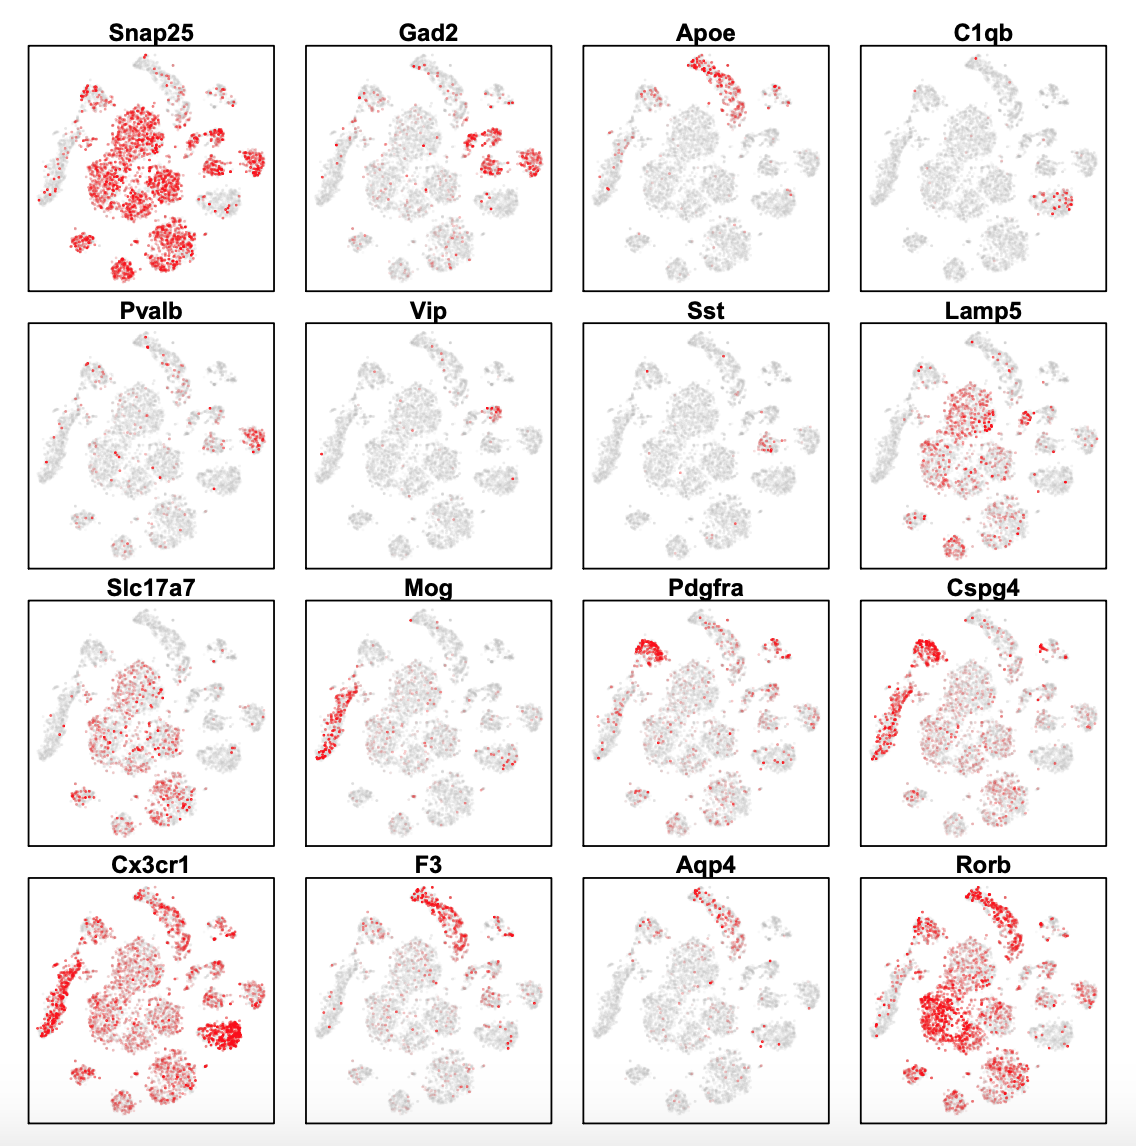 Snap25 Gad2 Apoe C1qb
Pvalb Vip Sst Lamp5
Slc17a7 Mog Pdgfra Cspg4
Cx3cr1 F3 Aqp4 Rorb